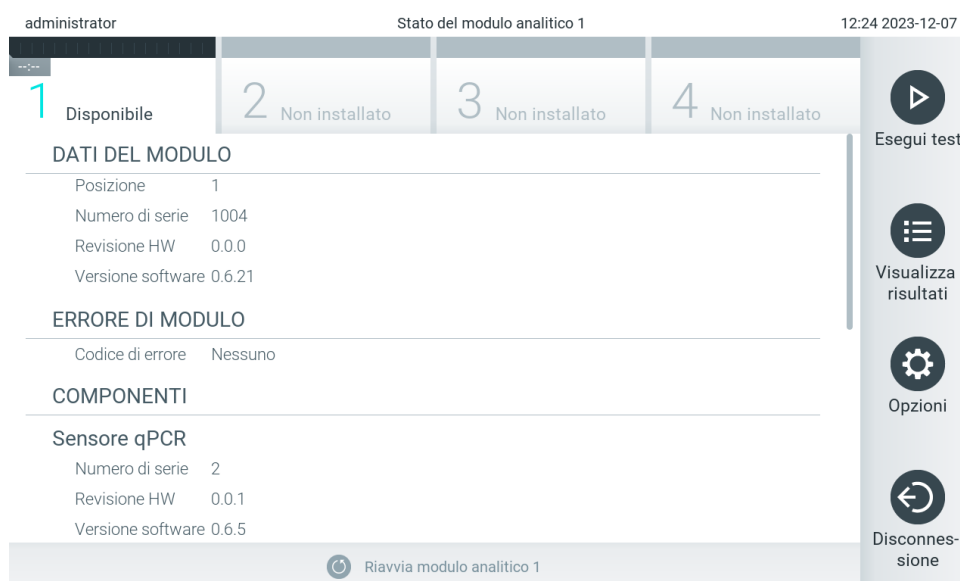 administrator Stato del modulo analitico 1 12:24 2023-12-07
--:--
1 Disponibile 2 Non installato 3 Non installato 4 Non installato
DATI DEL MODULO
Posizione 1
Numero di serie 1004
Revisione HW 0.0.0
Versione software 0.6.21
ERRORE DI MODULO
Codice di errore Nessuno
COMPONENTI
Sensore qPCR
Numero di serie 2
Revisione HW 0.0.1
Versione software 0.6.5
Riavvia modulo analitico 1
Esegui test
Visualizza
risultati
Opzioni
Disconnes-
sione